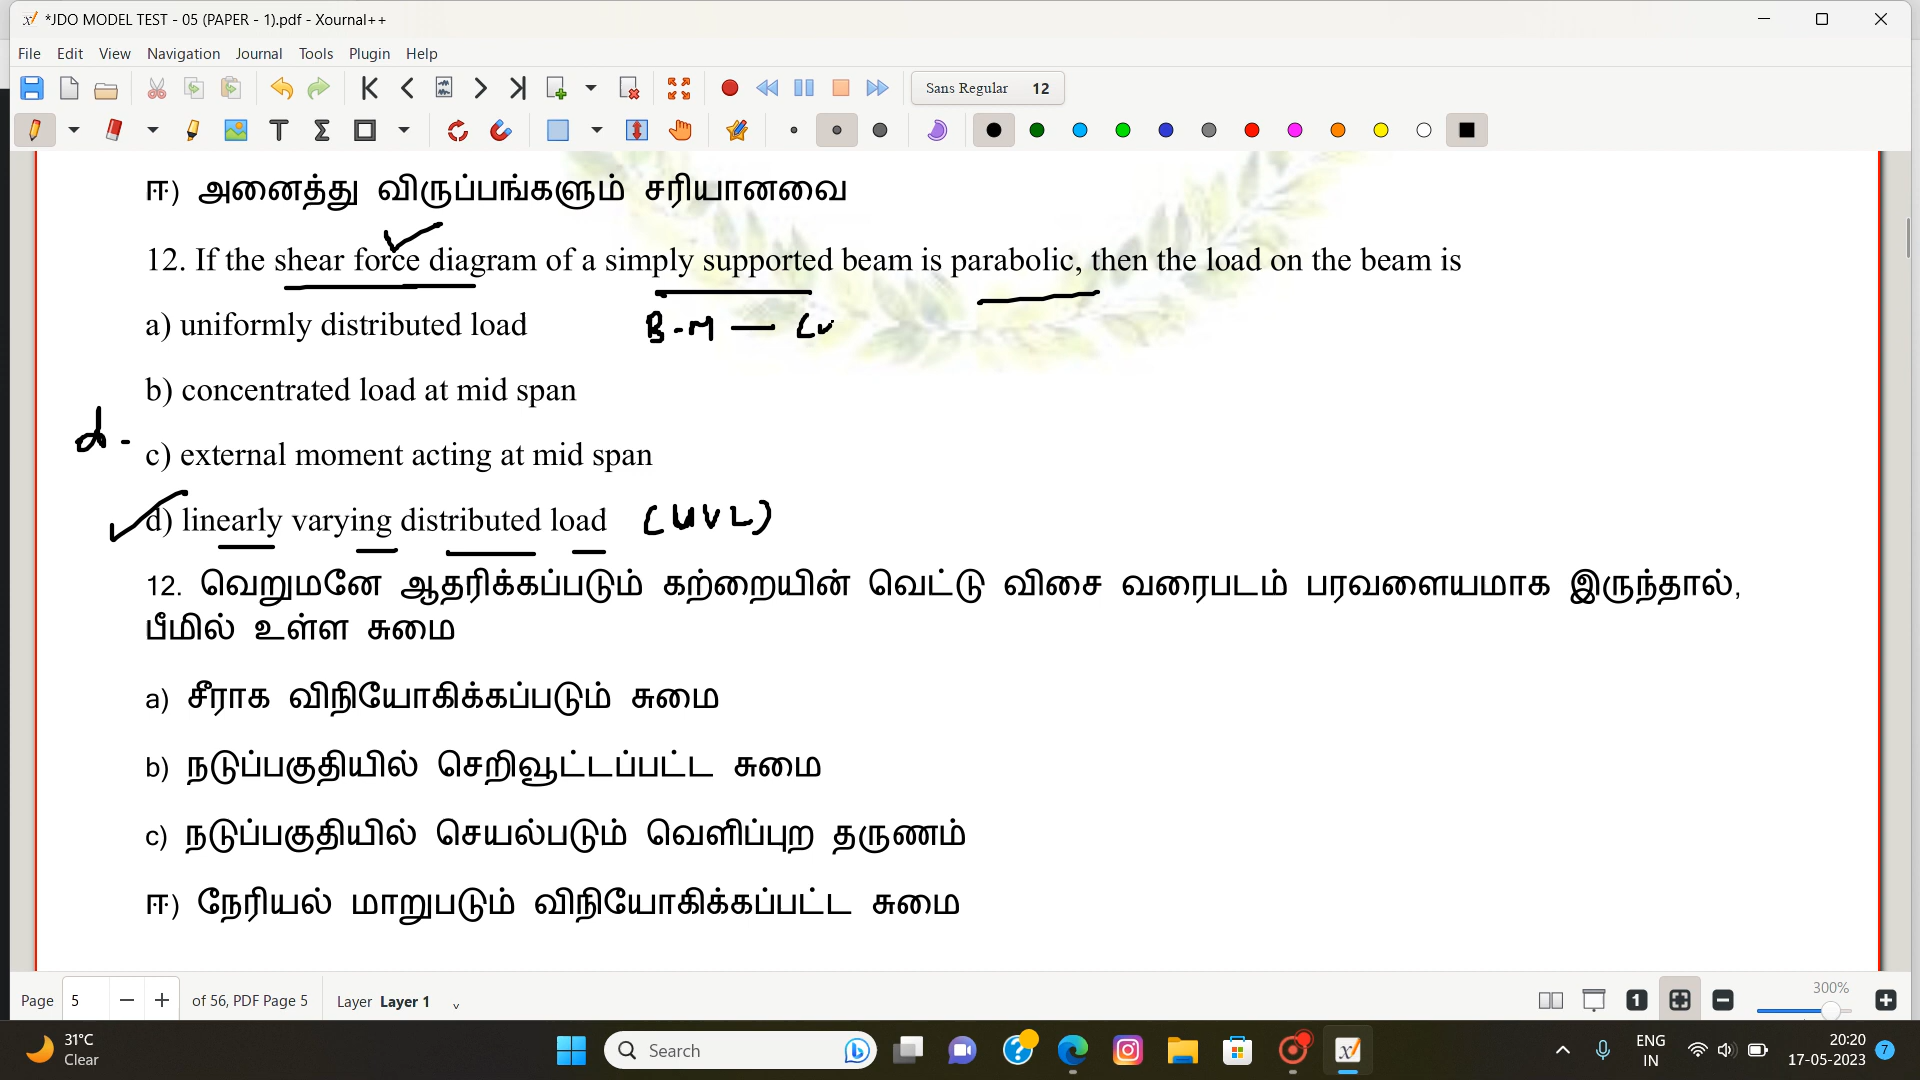 *JDO MODEL TEST - 05 (PAPER - 1).pdf - Xournal++
File Edit View Navigation Journal Tools Plugin Help
Sans Regular 12
ஈ) அனைத்து விருப்பங்களும் சரியானவை
12. If the shear force diagram of a simply supported beam is parabolic, then the load on the beam is
a) uniformly distributed load
B.M —
b) concentrated load at mid span
d -
c) external moment acting at mid span
d) linearly varying distributed load (UVL)
12. வெறுமனே ஆதரிக்கப்படும் கற்றையின் வெட்டு விசை வரைபடம் பரவளையமாக இருந்தால்,
பீமில் உள்ள சுமை
a) சீராக விநியோகிக்கப்படும் சுமை
b) நடுப்பகுதியில் செறிவூட்டப்பட்ட சுமை
c) நடுப்பகுதியில் செயல்படும் வெளிப்புற தருணம்
ஈ) நேரியல் மாறுபடும் விநியோகிக்கப்பட்ட சுமை
Page 5 of 56, PDF Page 5 Layer Layer 1
300%
31°C
Clear
Search
ENG
IN
20:20
17-05-2023
7